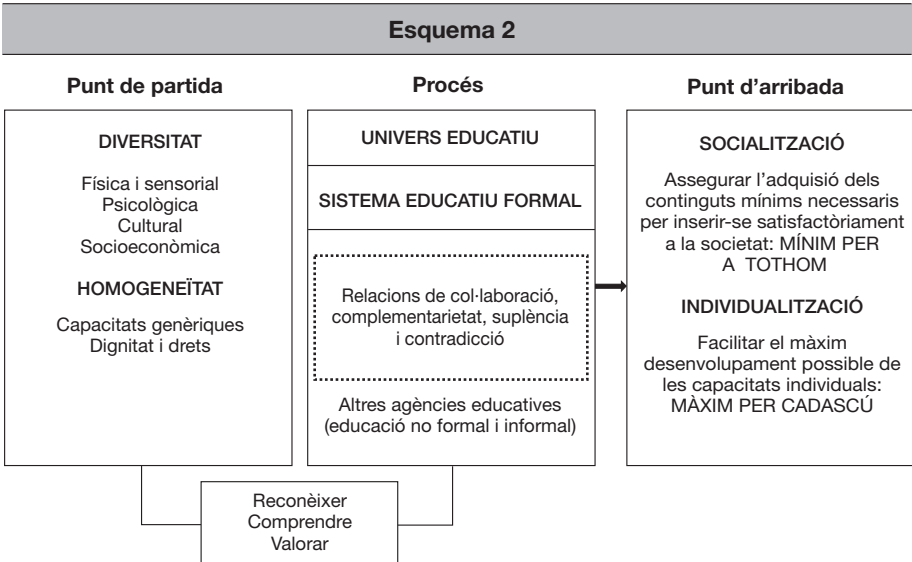 Esquema 2
Punt de partida
DIVERSITAT
Física i sensorial
Psicològica
Cultural
Socioeconòmica
HOMOGENEÏTAT
Capacitats genèriques
Dignitat i drets
Procés
UNIVERS EDUCATIU
SISTEMA EDUCATIU FORMAL
Relacions de col·laboració,
complementarietat, suplència
i contradicció
Altres agències educatives
(educació no formal i informal)
Punt d’arribada
SOCIALITZACIÓ
Assegurar l’adquisició dels
continguts mínims necessaris
per inserir-se satisfactòriament
a la societat: MÍNIM PER
A TOTHOM
INDIVIDUALITZACIÓ
Facilitar el màxim
desenvolupament possible de
les capacitats individuals:
MÀXIM PER CADASCÚ
Reconèixer
Comprendre
Valorar